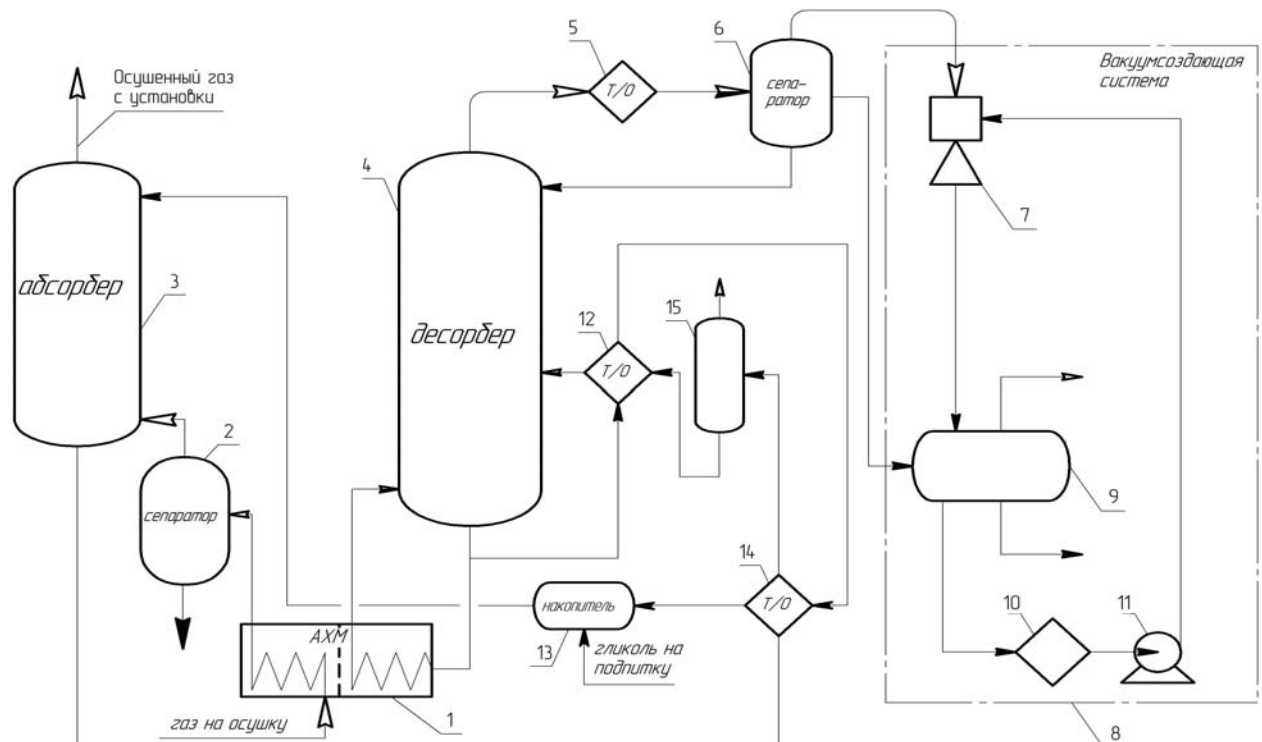 5
6
Т/О
сепа-
ратор
Вакуумсоздающая
система
Осушенный газ
с установки
4
7
3
абсорбер
десорбер
12
15
Т/О
2
сепаратор
9
14
Т/О
накопитель
10
11
АХМ
13
гликоль на
подпитку
газ на осушку
1
8